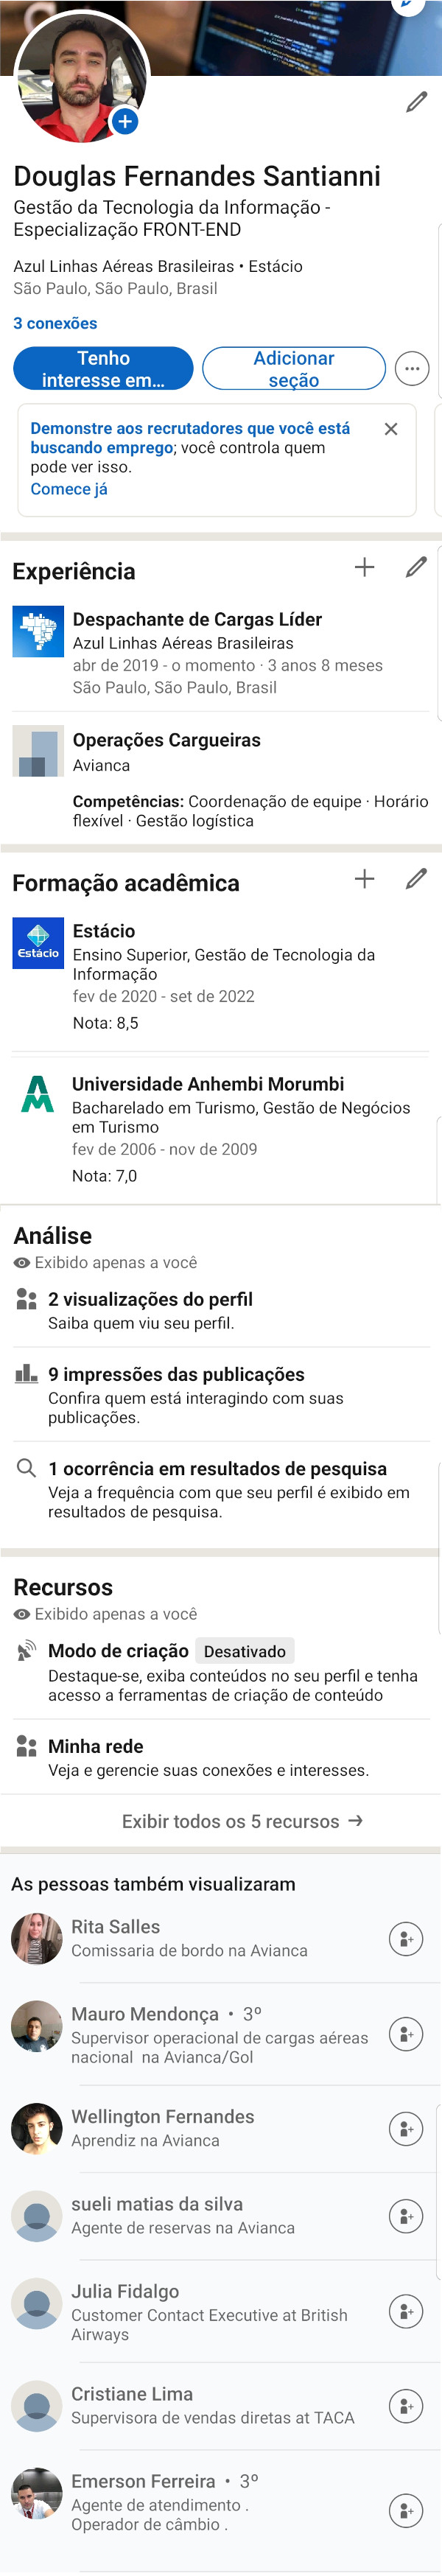 Douglas Fernandes Santianni
Gestão da Tecnologia da Informação -
Especialização FRONT-END
Azul Linhas Aéreas Brasileiras • Estácio
São Paulo, São Paulo, Brasil
3 conexões
Tenho
interesse em...
Adicionar
seção
Demonstre aos recrutadores que você está
buscando emprego; você controla quem
pode ver isso.
Comece já
Experiência
Despachante de Cargas Líder
Azul Linhas Aéreas Brasileiras
abr de 2019 - o momento · 3 anos 8 meses
São Paulo, São Paulo, Brasil
Operações Cargueiras
Avianca
Competências: Coordenação de equipe · Horário
flexível · Gestão logística
Formação acadêmica
Estácio
Estácio
Ensino Superior, Gestão de Tecnologia da
Informação
fev de 2020 - set de 2022
Nota: 8,5
Universidade Anhembi Morumbi
Bacharelado em Turismo, Gestão de Negócios
em Turismo
fev de 2006 - nov de 2009
Nota: 7,0
Análise
Exibido apenas a você
2 visualizações do perfil
Saiba quem viu seu perfil.
9 impressões das publicações
Confira quem está interagindo com suas
publicações.
1 ocorrência em resultados de pesquisa
Veja a frequência com que seu perfil é exibido em
resultados de pesquisa.
Recursos
Exibido apenas a você
Modo de criação Desativado
Destaque-se, exiba conteúdos no seu perfil e tenha
acesso a ferramentas de criação de conteúdo
Minha rede
Veja e gerencie suas conexões e interesses.
Exibir todos os 5 recursos →
As pessoas também visualizaram
Rita Salles
Comissaria de bordo na Avianca
Mauro Mendonça • 3º
Supervisor operacional de cargas aéreas
nacional na Avianca/Gol
Wellington Fernandes
Aprendiz na Avianca
sueli matias da silva
Agente de reservas na Avianca
Julia Fidalgo
Customer Contact Executive at British
Airways
Cristiane Lima
Supervisora de vendas diretas at TACA
Emerson Ferreira • 3º
Agente de atendimento .
Operador de câmbio .